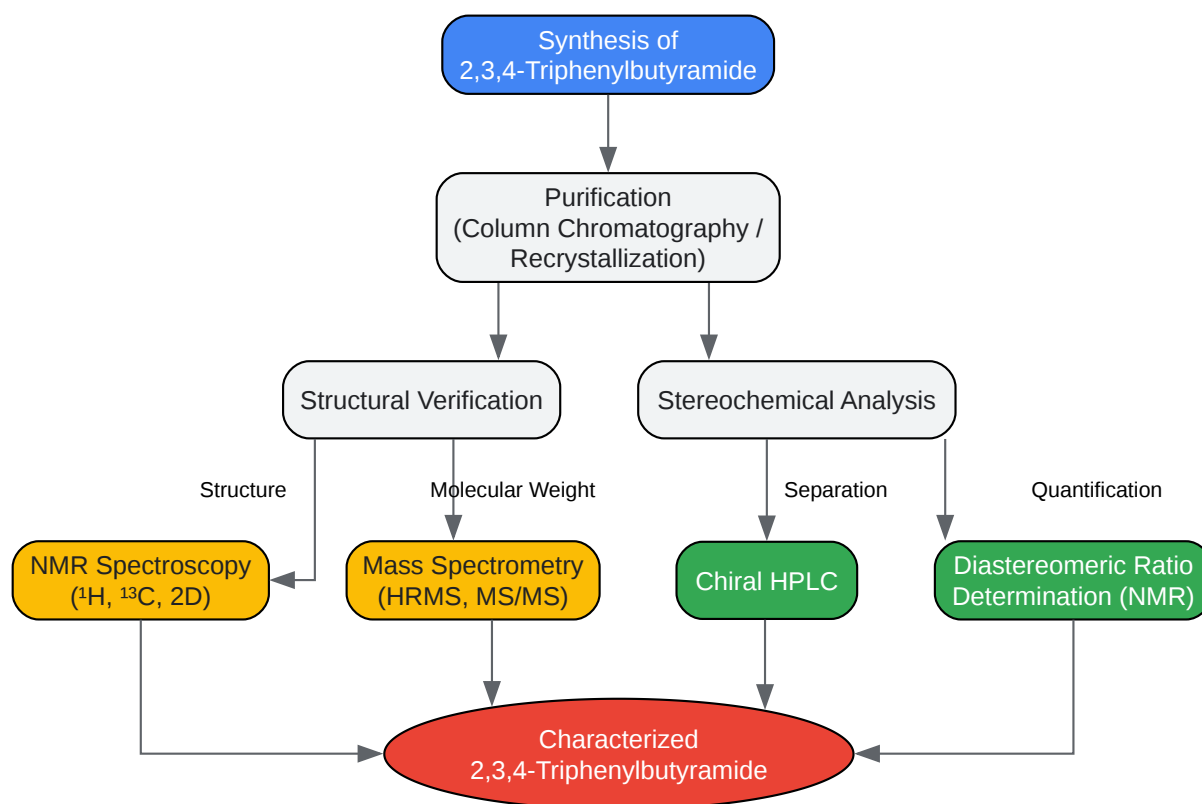 Synthesis of
2,3,4-Triphenylbutyramide
Purification
(Column Chromatography /
Recrystallization)
Structural Verification
Stereochemical Analysis
Structure
Molecular Weight
Separation
Quantification
NMR Spectroscopy
(¹H, ¹³C, 2D)
Mass Spectrometry
(HRMS, MS/MS)
Chiral HPLC
Diastereomeric Ratio
Determination (NMR)
Characterized
2,3,4-Triphenylbutyramide